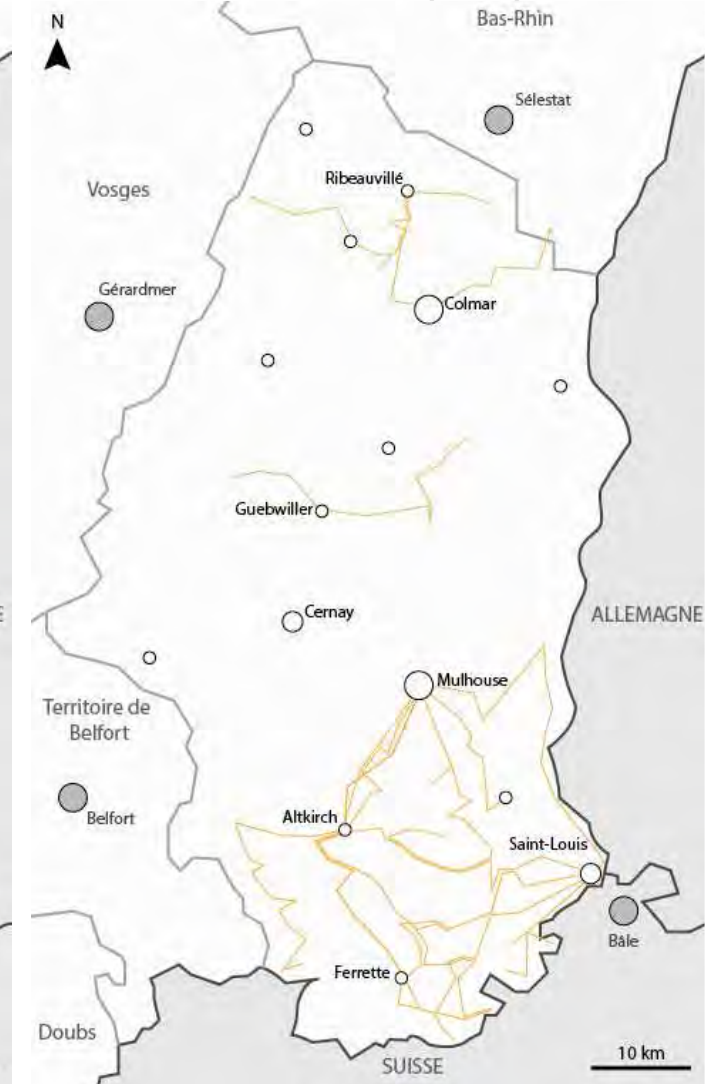 N
Bas-Rhin
Sélestat
Ribeauvillé
Vosges
Gérardmer
Colmar
Guebwiller
Cernay
E
ALLEMAGNE
Mulhouse
Territoire de
Belfort
Belfort
Altkirch
Saint-Louis
Bâle
Ferrette
Doubs
SUISSE
10 km